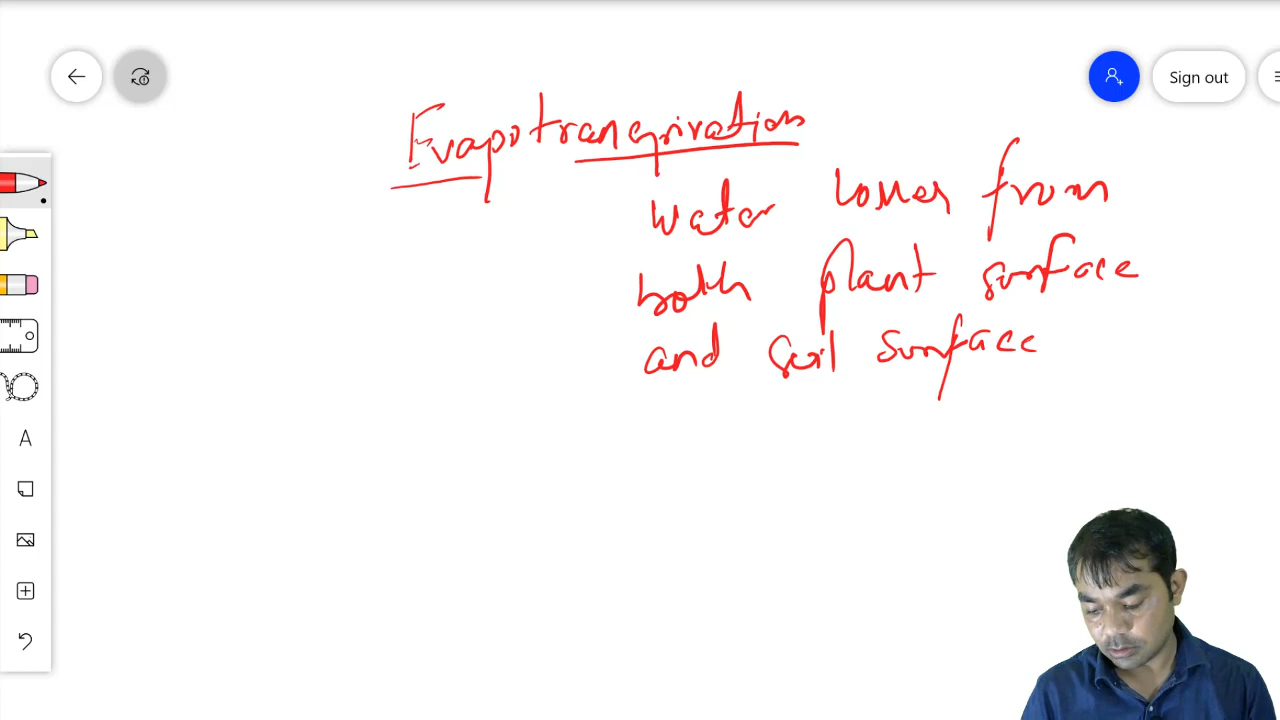 Sign out
Evapotranspiration
water losses from
both plant surface
and soil surface
A